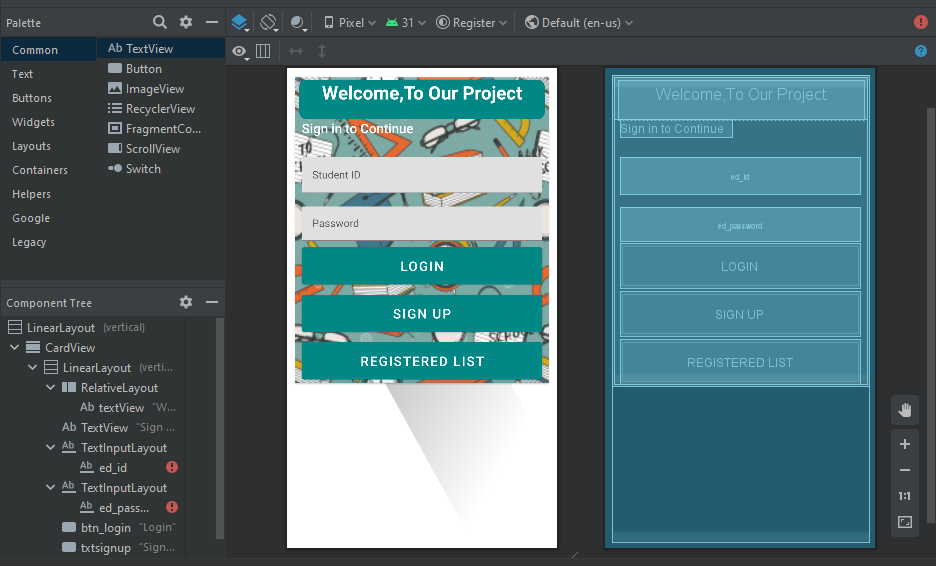 Palette
Pixel
31
Register
Default (en-us)
Common
Text
Buttons
Widgets
Layouts
Containers
Helpers
Google
Legacy
Ab TextView
Button
ImageView
RecyclerView
FragmentCo...
ScrollView
Switch
Component Tree
LinearLayout (vertical)
CardView
LinearLayout (verti...
RelativeLayout
Ab textView "W...
Ab TextView "Sign ...
Ab TextInputLayout
Ab ed_id
Ab TextInputLayout
Ab ed_pass...
btn_login "Login"
txtsignup "Sign...
Welcome,To Our Project
Sign in to Continue
Student ID
Password
LOGIN
SIGN UP
REGISTERED LIST
Welcome,To Our Project
Sign in to Continue
ed_id
ed_password
LOGIN
SIGN UP
REGISTERED LIST
1:1